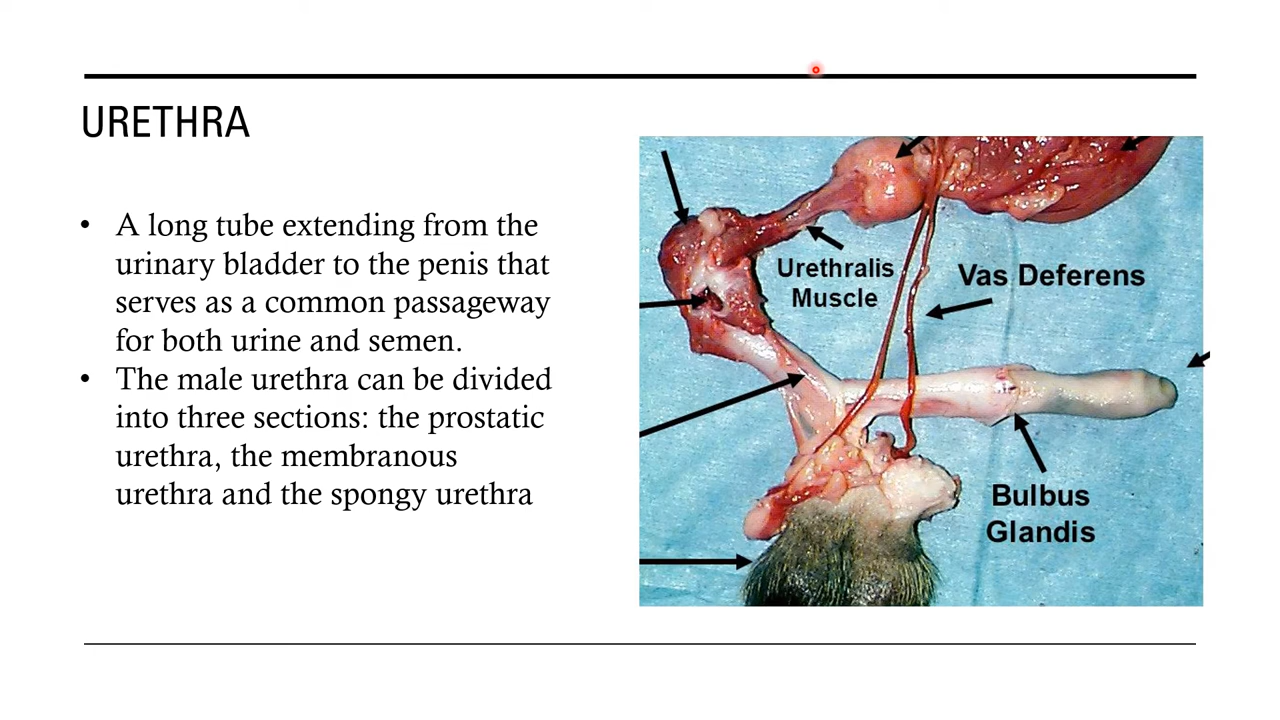 URETHRA
• A long tube extending from the
urinary bladder to the penis that
serves as a common passageway
for both urine and semen.
• The male urethra can be divided
into three sections: the prostatic
urethra, the membranous
urethra and the spongy urethra
Urethralis
Muscle
Vas Deferens
Bulbus
Glandis